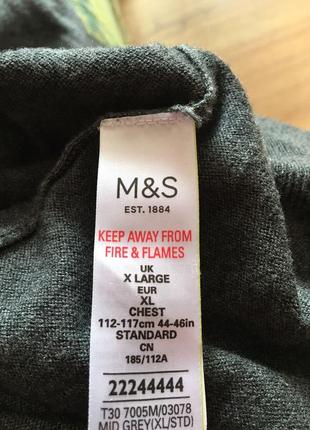 M&S
EST. 1884
KEEP AWAY FROM
FIRE & FLAMES
UK
X LARGE
EUR
XL
CHEST
112-117cm 44-46in
STANDARD
CN
185/112A
22244444
T30 7005M/03078
MID GREY(XL/STD)